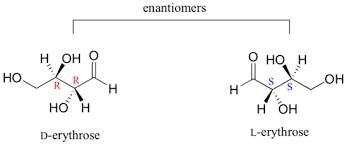 enantiomers
OH O O HO
HO R R H H S S OH
H
HO H H OH
D-erythrose L-erythrose